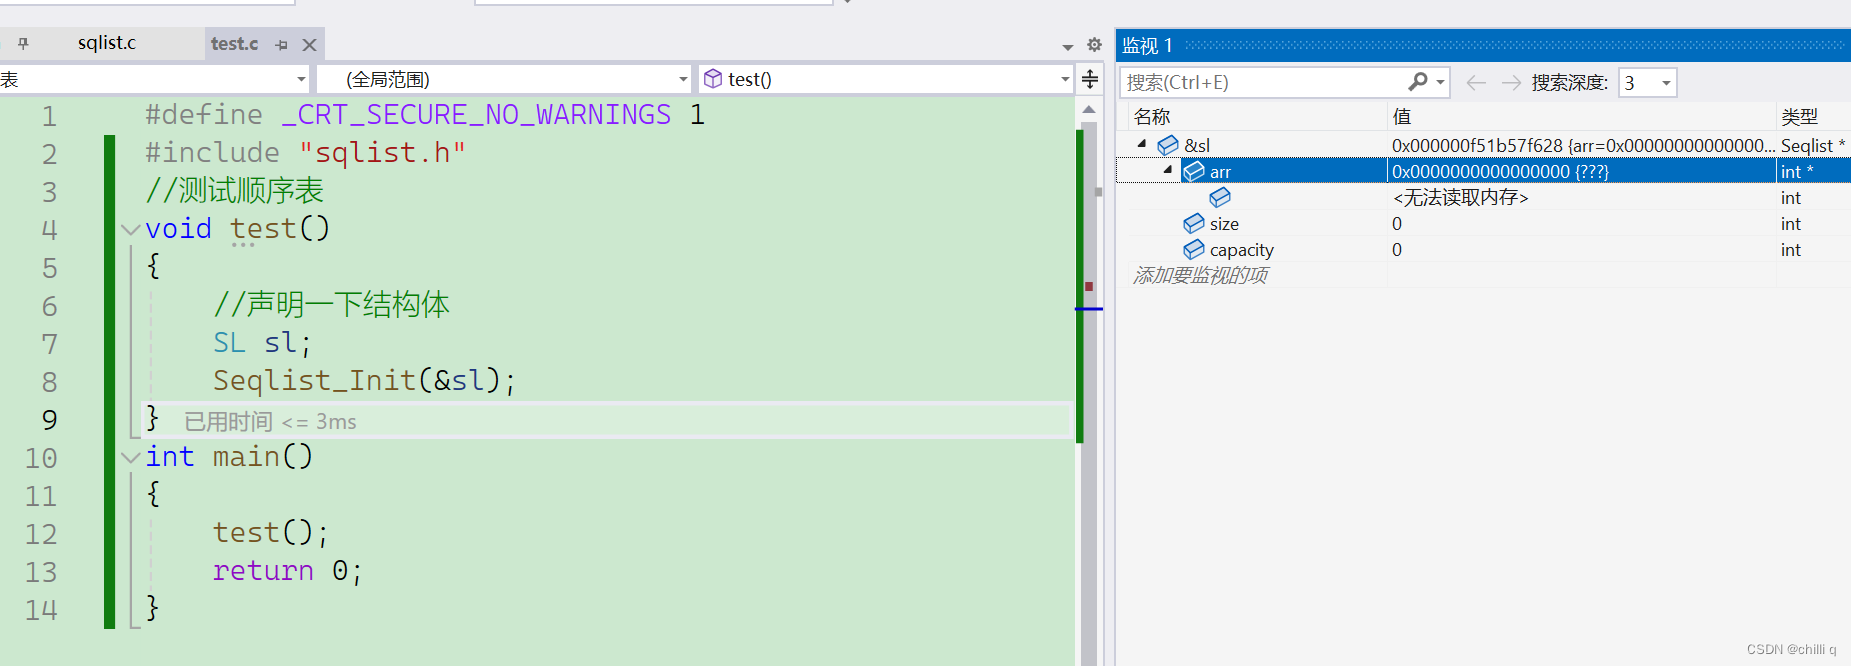 sqlist.c
test.c
表
(全局范围)
test()
1 #define _CRT_SECURE_NO_WARNINGS 1
2 #include "sqlist.h"
3 //测试顺序表
4 void test()
5 {
6 //声明一下结构体
7 SL sl;
8 Seqlist_Init(&sl);
9 } 已用时间 <= 3ms
10 int main()
11 {
12 test();
13 return 0;
14 }
监视 1
搜索(Ctrl+E)
搜索深度: 3
名称 值 类型
&sl 0x000000f51b57f628 {arr=0x00000000000000... Seqlist *
arr 0x0000000000000000 {???} int *
<无法读取内存> int
size 0 int
capacity 0 int
添加要监视的项
CSDN @chilli q